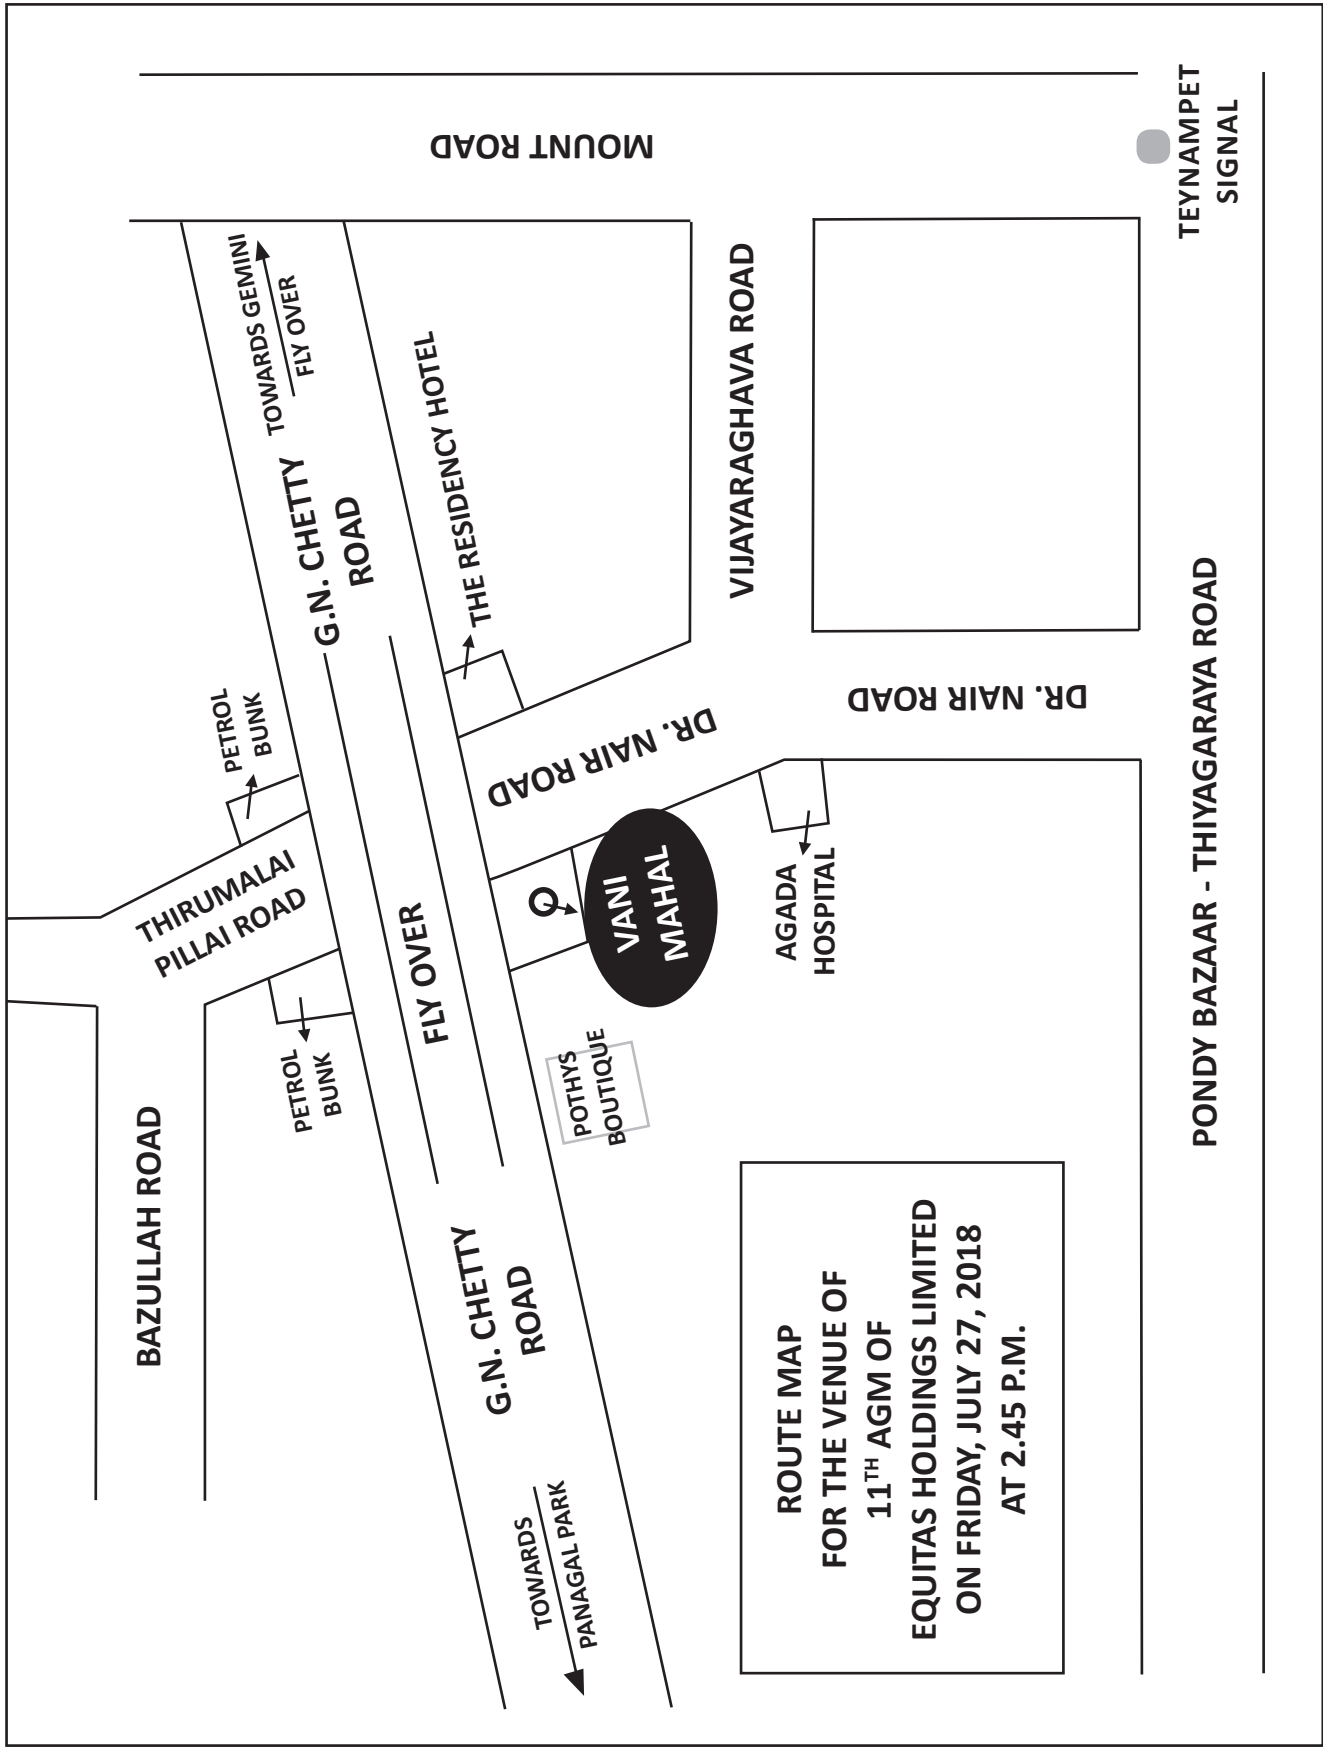 BAZULLAH ROAD
THIRUMALAI
PILLAI ROAD
PETROL
BUNK
PETROL
BUNK
TOWARDS
PANAGAL PARK
G.N. CHETTY
ROAD
FLY OVER
G.N. CHETTY
ROAD
TOWARDS GEMINI
FLY OVER
MOUNT ROAD
THE RESIDENCY HOTEL
POTHYS
BOUTIQUE
VANI
MAHAL
DR. NAIR ROAD
VIJAYARAGHAVA ROAD
AGADA
HOSPITAL
DR. NAIR ROAD
ROUTE MAP
FOR THE VENUE OF
11TH AGM OF
EQUITAS HOLDINGS LIMITED
ON FRIDAY, JULY 27, 2018
AT 2.45 P.M.
PONDY BAZAAR - THIYAGARAYA ROAD
TEYNAMPET
SIGNAL